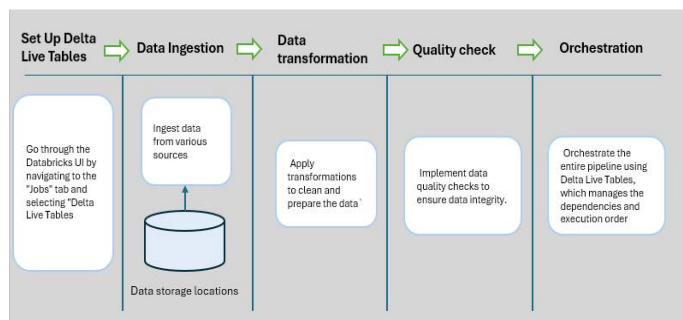 Set Up Delta
Live Tables
Data Ingestion
Data
transformation
Quality check
Orchestration
Go through the
Databricks UI by
navigating to the
"Jobs" tab and
selecting "Delta
Live Tables
Ingest data
from various
sources
Data storage locations
Apply
transformations
to clean and
prepare the data`
Implement data
quality checks to
ensure data integrity.
Orchestrate the
entire pipeline using
Delta Live Tables,
which manages the
dependencies and
execution order